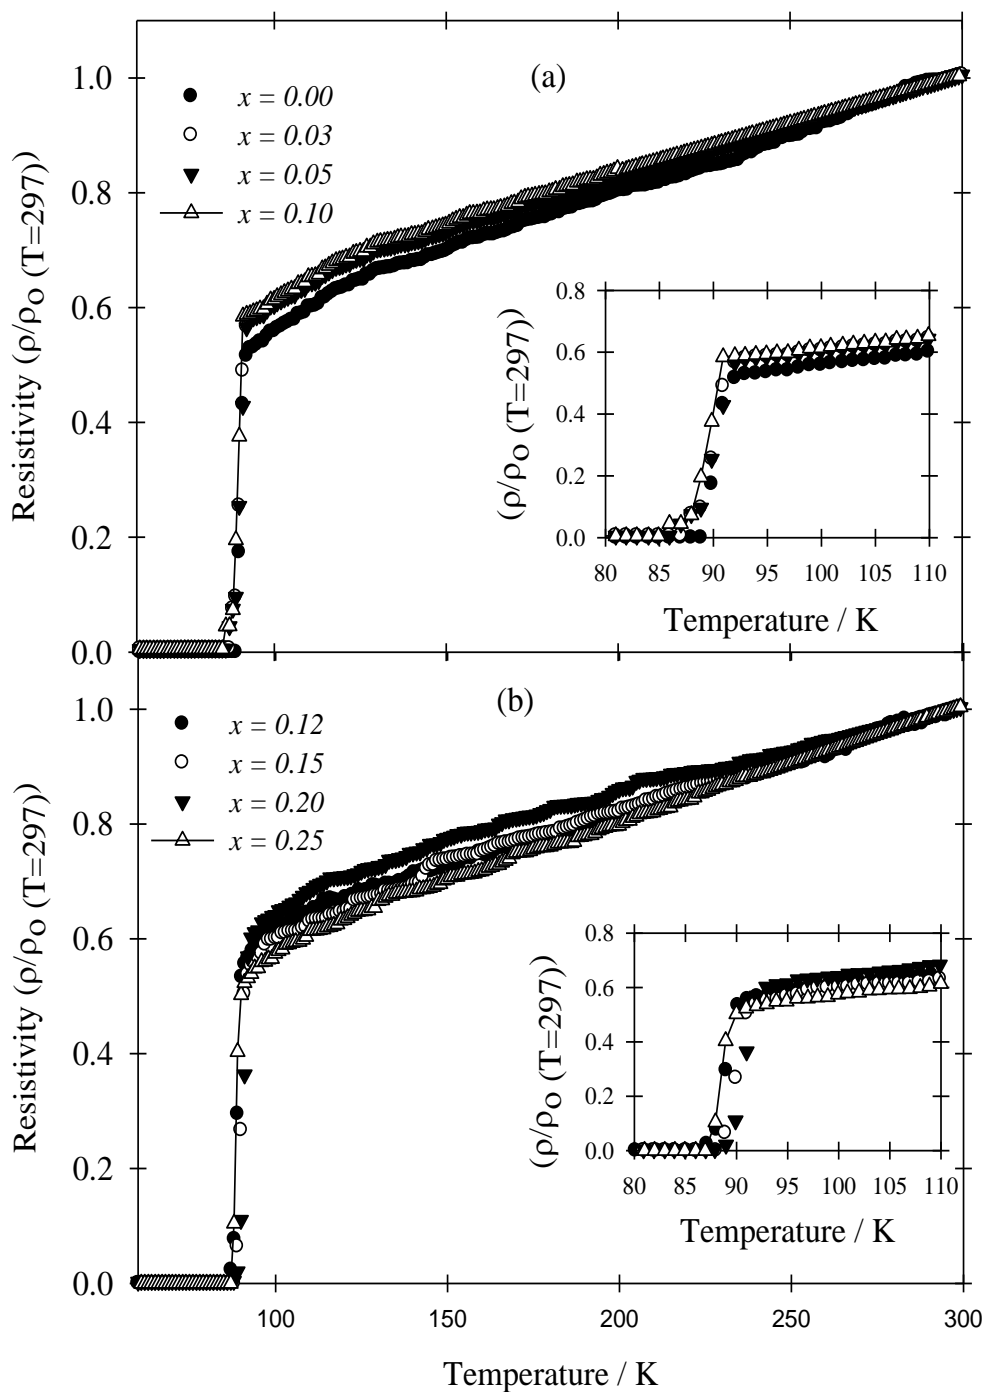 (a)
x = 0.00
x = 0.03
x = 0.05
x = 0.10
Resistivity (ρ/ρo (T=297))
1.0
0.8
0.6
0.4
0.2
0.0
(ρ/ρo (T=297))
0.8
0.6
0.4
0.2
0.0
80 85 90 95 100 105 110
Temperature / K
(b)
x = 0.12
x = 0.15
x = 0.20
x = 0.25
Resistivity (ρ/ρo (T=297))
1.0
0.8
0.6
0.4
0.2
0.0
(ρ/ρo (T=297))
0.8
0.6
0.4
0.2
0.0
80 85 90 95 100 105 110
Temperature / K
100 150 200 250 300
Temperature / K